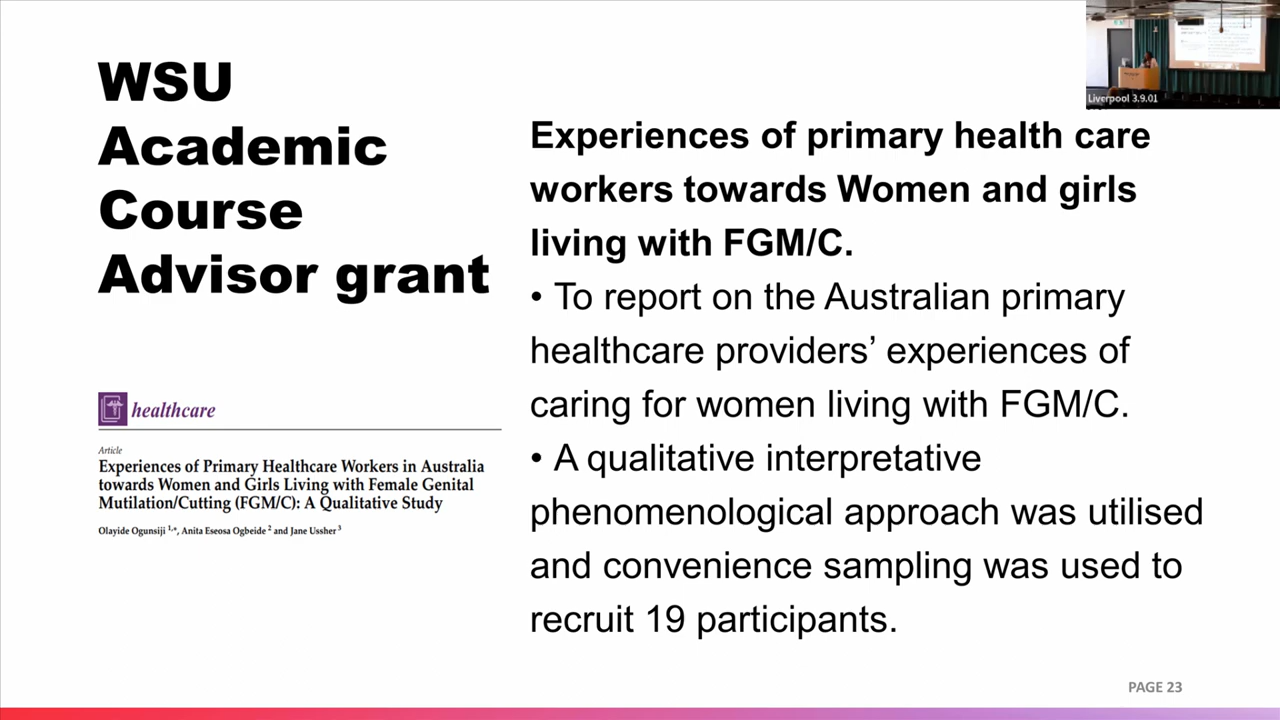 WSU
Academic
Course
Advisor grant
healthcare
Article
Experiences of Primary Healthcare Workers in Australia
towards Women and Girls Living with Female Genital
Mutilation/Cutting (FGM/C): A Qualitative Study
Olayide Ogunsiji 1,*, Anita Eseosa Ogbeide 2 and Jane Ussher 3
Liverpool 3.9.01
Experiences of primary health care
workers towards Women and girls
living with FGM/C.
• To report on the Australian primary
healthcare providers’ experiences of
caring for women living with FGM/C.
• A qualitative interpretative
phenomenological approach was utilised
and convenience sampling was used to
recruit 19 participants.
PAGE 23